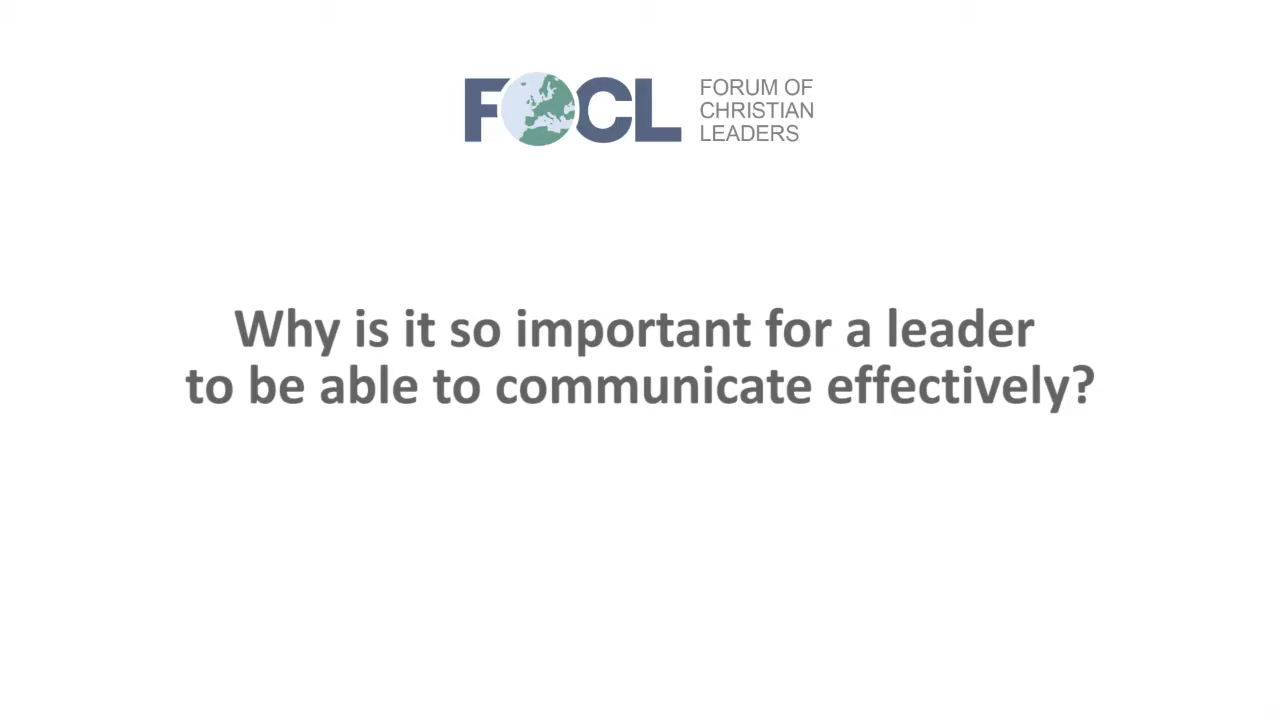 FOCL
FORUM OF
CHRISTIAN
LEADERS
Why is it so important for a leader
to be able to communicate effectively?